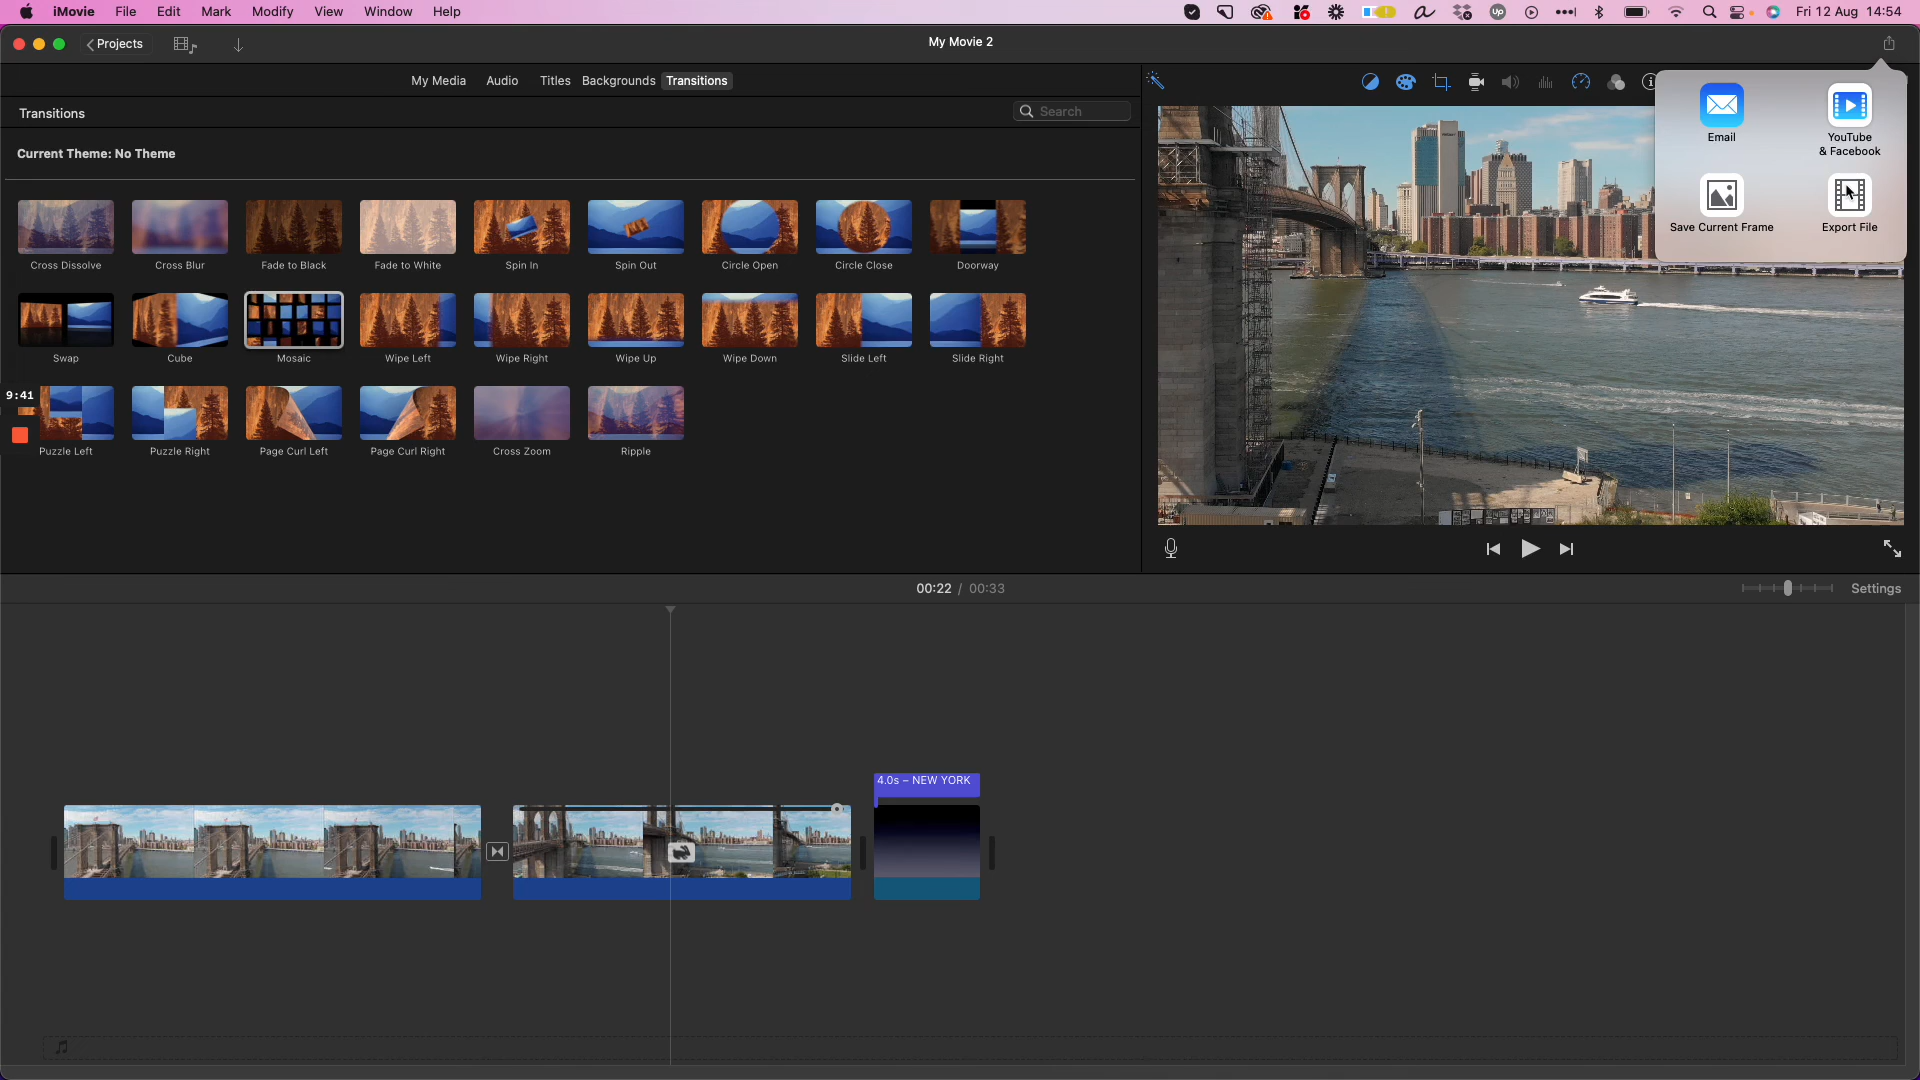 iMovie File Edit Mark Modify View Window Help
Up
Fri 12 Aug 14:54
Projects
My Movie 2
My Media Audio Titles Backgrounds Transitions
Transitions
Search
Current Theme: No Theme
Cross Dissolve Cross Blur Fade to Black Fade to White Spin In Spin Out Circle Open Circle Close Doorway
Swap Cube Mosaic Wipe Left Wipe Right Wipe Up Wipe Down Slide Left Slide Right
9:41
Puzzle Left Puzzle Right Page Curl Left Page Curl Right Cross Zoom Ripple
Email YouTube
& Facebook
Save Current Frame Export File
00:22 / 00:33
Settings
4.0s – NEW YORK